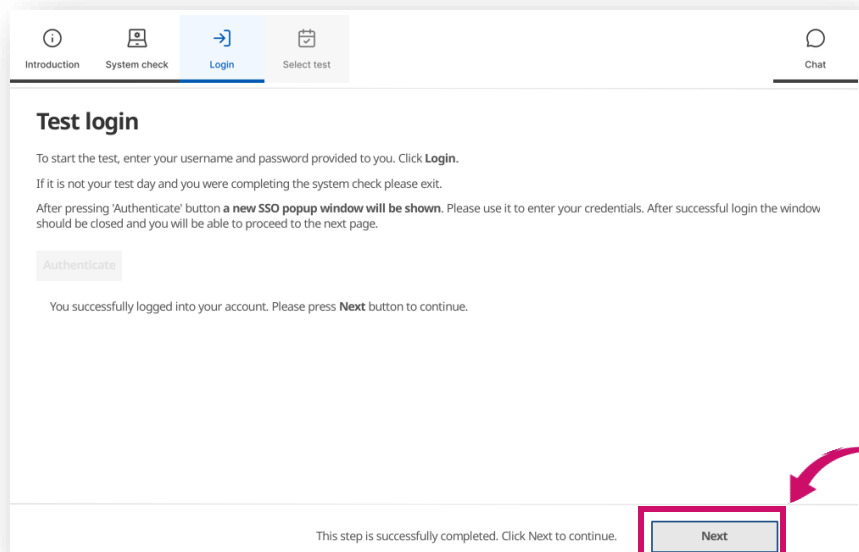 Introduction
System check
Login
Select test
Chat
Test login
To start the test, enter your username and password provided to you. Click Login.
If it is not your test day and you were completing the system check please exit.
After pressing 'Authenticate' button a new SSO popup window will be shown. Please use it to enter your credentials. After successful login the window
should be closed and you will be able to proceed to the next page.
Authenticate
You successfully logged into your account. Please press Next button to continue.
This step is successfully completed. Click Next to continue.
Next